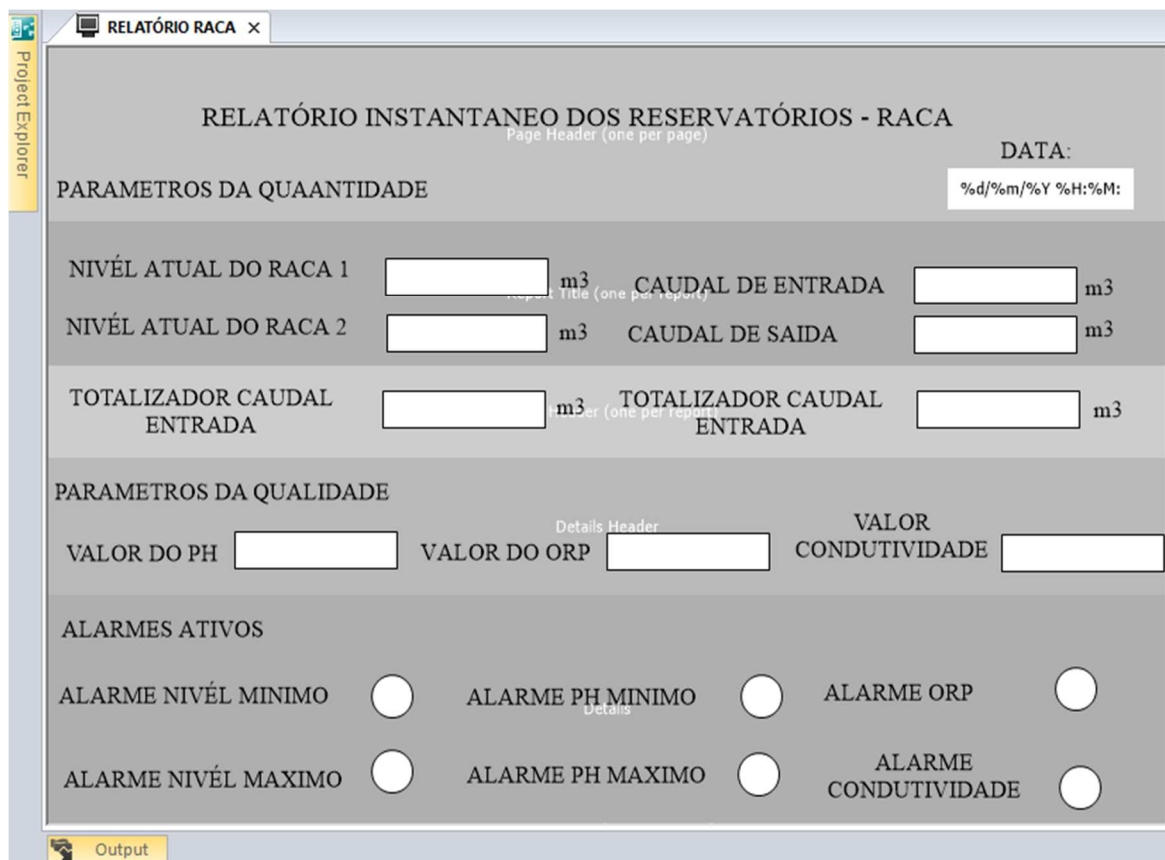 RELATÓRIO RACA X
Project Explorer
RELATÓRIO INSTANTANEO DOS RESERVATÓRIOS - RACA
Page Header (one per page)
DATA:
PARAMETROS DA QUAANTIDADE
%d/%m/%Y %H:%M:
NIVÉL ATUAL DO RACA 1
m3
CAUDAL DE ENTRADA
m3
Title (one per report)
NIVÉL ATUAL DO RACA 2
m3
CAUDAL DE SAIDA
m3
TOTALIZADOR CAUDAL
ENTRADA
m3
Header (one per report)
TOTALIZADOR CAUDAL
ENTRADA
m3
PARAMETROS DA QUALIDADE
Details Header
VALOR DO PH
VALOR DO ORP
VALOR
CONDUTIVIDADE
ALARMES ATIVOS
ALARME NIVÉL MINIMO
ALARME PH MINIMO
ALARME ORP
Details
ALARME NIVÉL MAXIMO
ALARME PH MAXIMO
ALARME
CONDUTIVIDADE
Output